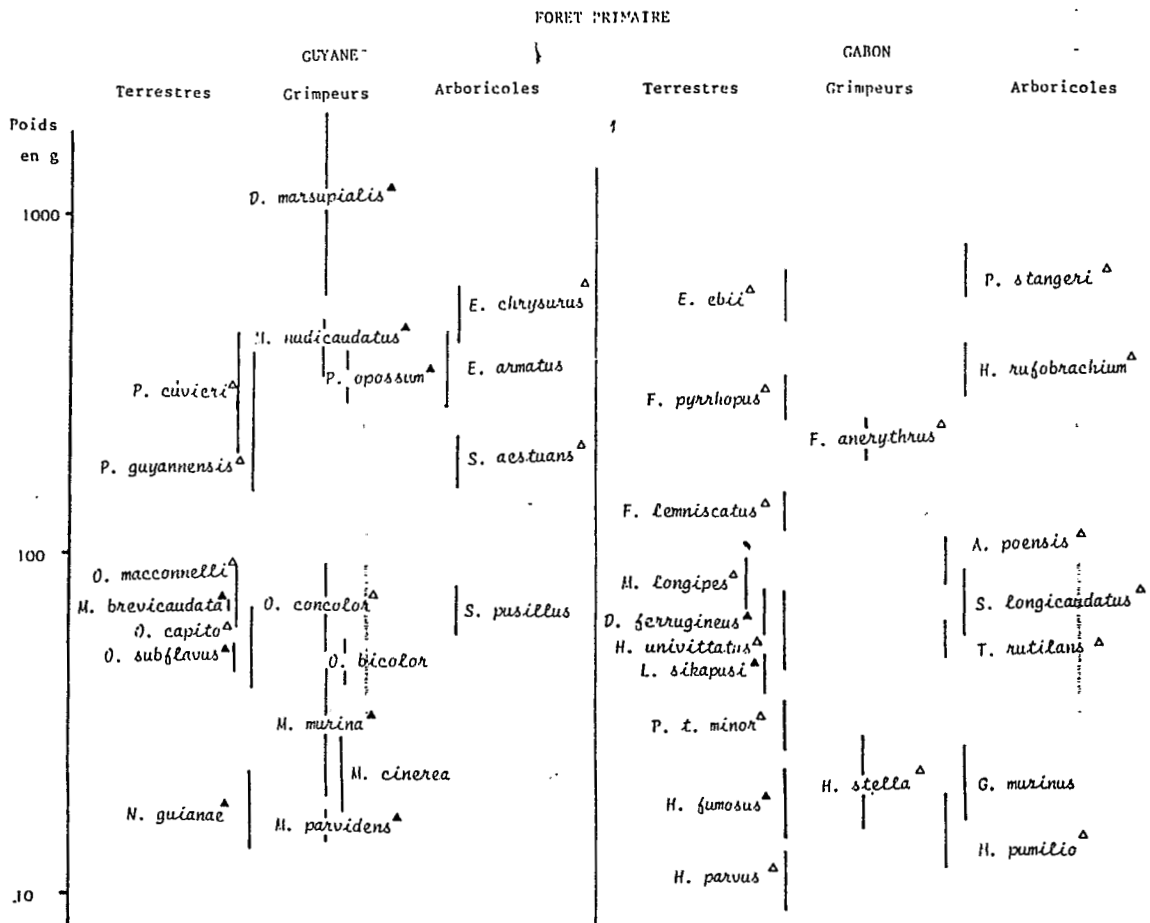 FORET PRIMAIRE
GUYANE
GABON
Terrestres
Grimpeurs
Arboricoles
Terrestres
Grimpeurs
Arboricoles
Poids
en g
1000
100
10
P. cuvieri△
P. guyannensis△
O. macconnelli△
M. brevicaudata▲
O. capito△
O. subflavus▲
N. guianae▲
D. marsupialis▲
M. nudicaudatus▲
P. opossum▲
O. concolor△
O. bicolor
M. murina▲
M. cinerea
M. parvidens▲
E. chrysurus△
E. armatus
S. aestuans△
S. pusillus
E. ebii△
F. pyrrhopus△
F. lemniscatus△
M. longipes△
D. ferrugineus▲
H. univittatus△
L. sikapusi▲
P. t. minor△
H. fumosus▲
H. parvus△
F. anerythrus△
H. stella△
P. stangeri△
H. rufobrachium△
A. poensis△
S. longicaudatus△
T. rutilans△
G. murinus
M. pumilio△